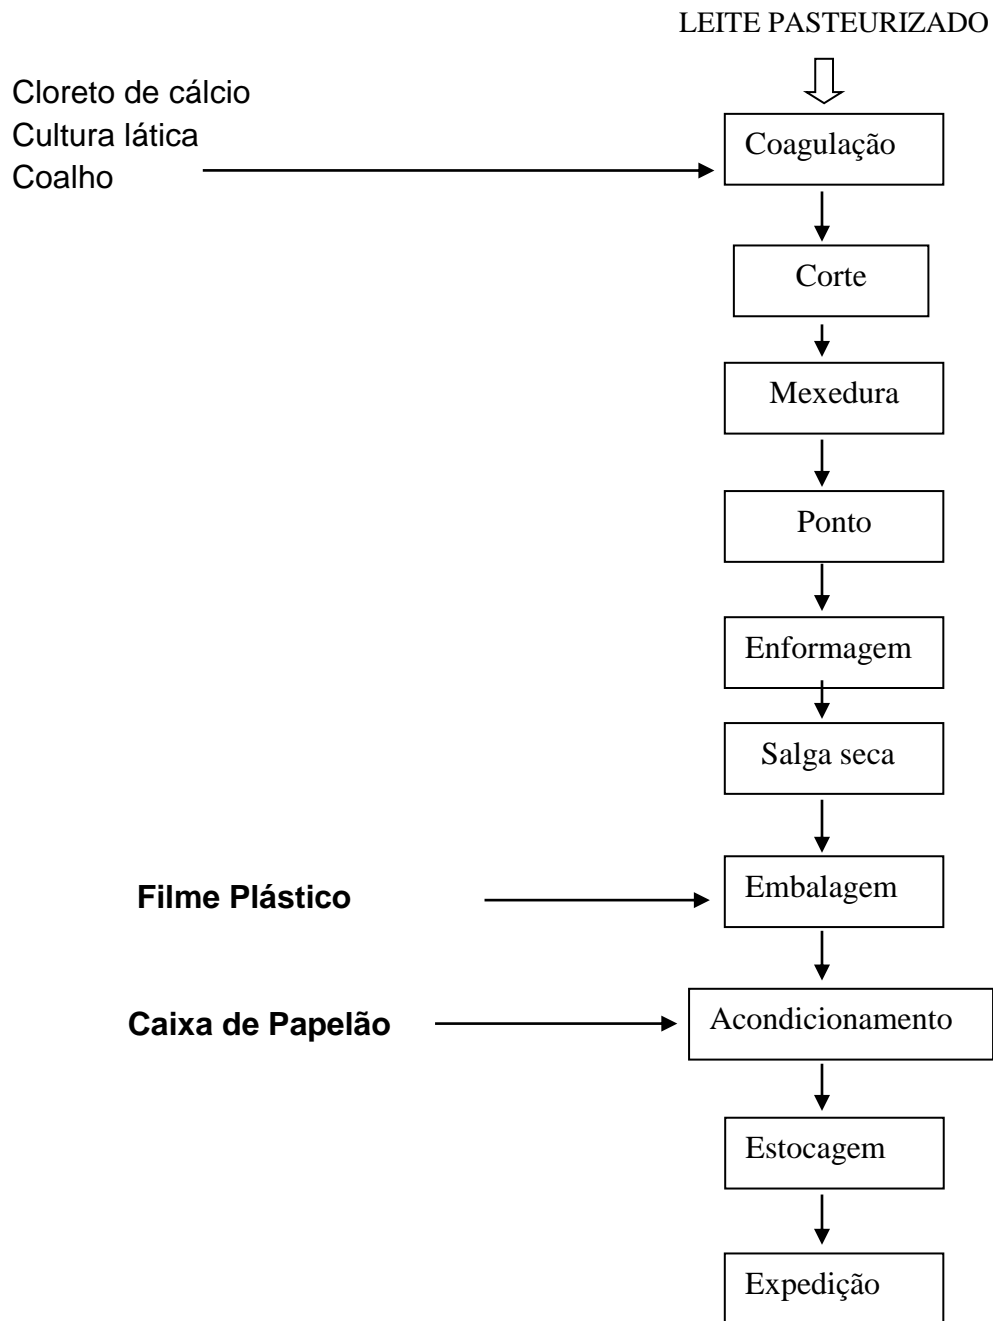 LEITE PASTEURIZADO
Cloreto de cálcio
Cultura lática
Coalho
Coagulação
Corte
Mexedura
Ponto
Enformagem
Salga seca
Filme Plástico
Embalagem
Caixa de Papelão
Acondicionamento
Estocagem
Expedição